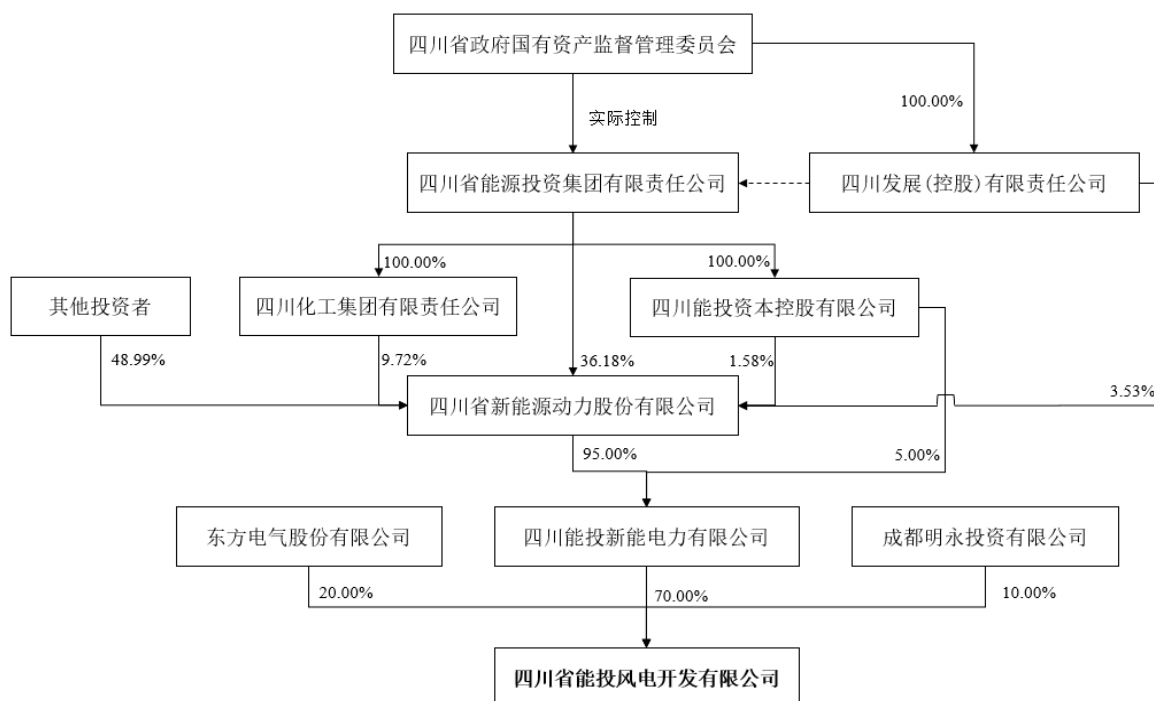 四川省政府国有资产监督管理委员会
100.00%
实际控制
四川省能源投资集团有限责任公司
四川发展(控股)有限责任公司
100.00%
100.00%
其他投资者
四川化工集团有限责任公司
四川能投资本控股有限公司
48.99%
9.72%
36.18%
1.58%
3.53%
四川省新能源动力股份有限公司
95.00%
5.00%
东方电气股份有限公司
四川能投新能电力有限公司
成都明永投资有限公司
20.00%
70.00%
10.00%
四川省能投风电开发有限公司